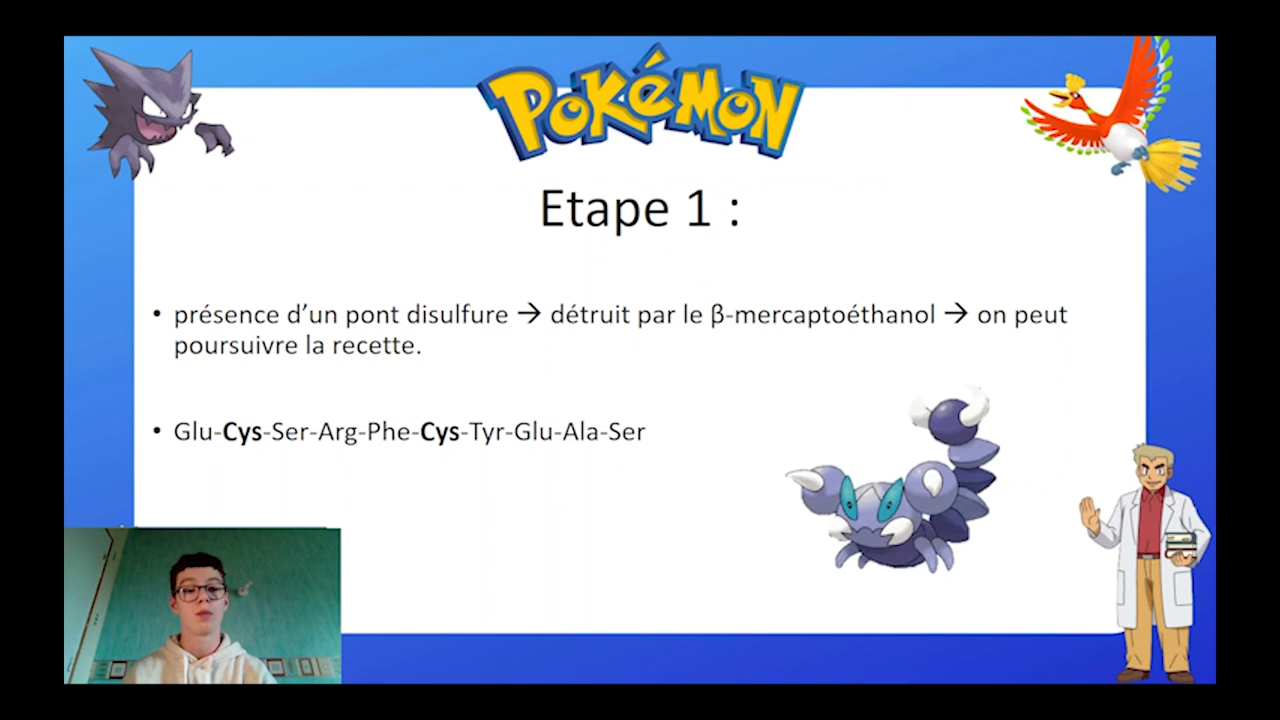 POKéMON
Etape 1 :
• présence d’un pont disulfure → détruit par le β-mercaptoéthanol → on peut
poursuivre la recette.
• Glu-Cys-Ser-Arg-Phe-Cys-Tyr-Glu-Ala-Ser